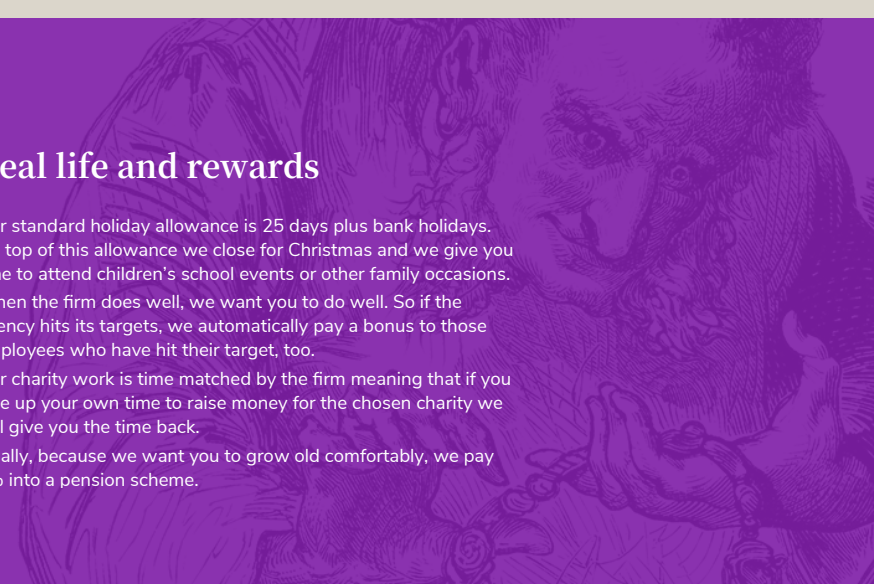 eal life and rewards
r standard holiday allowance is 25 days plus bank holidays.
top of this allowance we close for Christmas and we give you
e to attend children’s school events or other family occasions.
hen the firm does well, we want you to do well. So if the
ency hits its targets, we automatically pay a bonus to those
ployees who have hit their target, too.
r charity work is time matched by the firm meaning that if you
e up your own time to raise money for the chosen charity we
l give you the time back.
ally, because we want you to grow old comfortably, we pay
into a pension scheme.